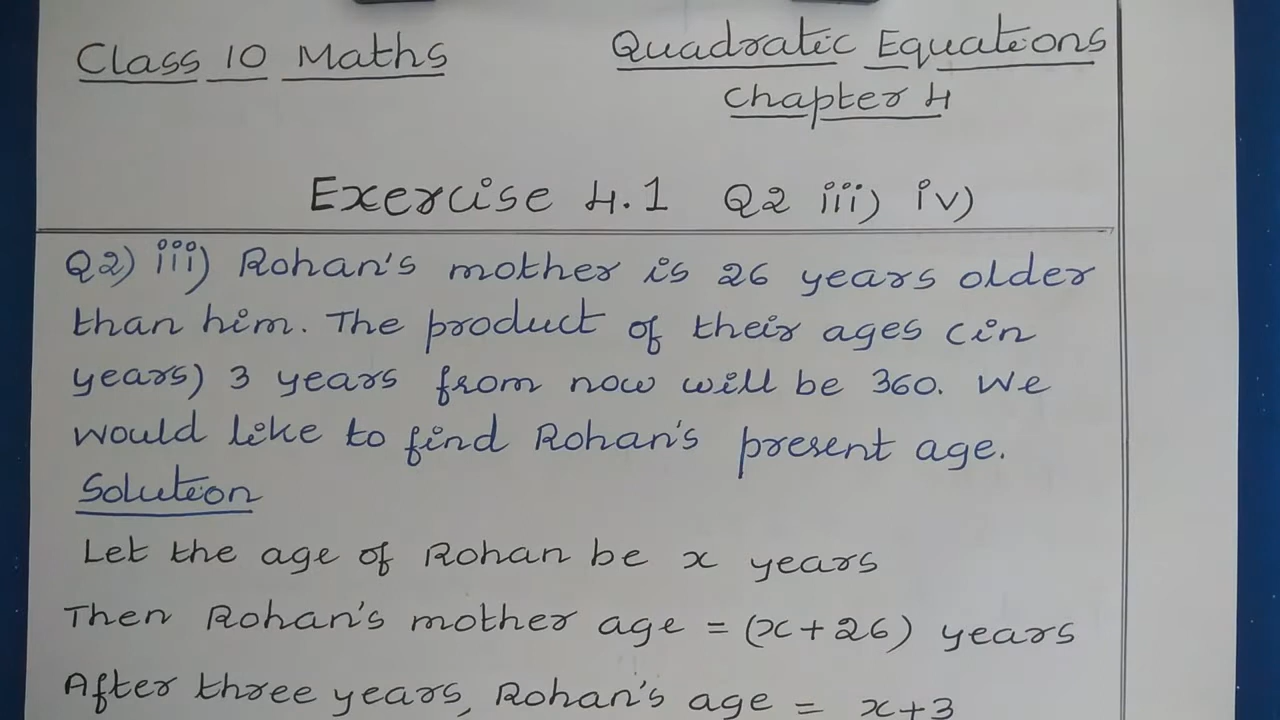 Class 10 Maths
Quadratic Equations
Chapter 4
Exercise 4.1 Q2 iii) iv)
Q2) iii) Rohan's mother is 26 years older
than him. The product of their ages (in
years) 3 years from now will be 360. We
would like to find Rohan's present age.
Solution
Let the age of Rohan be x years
Then Rohan's mother age = (x+26) years
After three years, Rohan's age = x+3